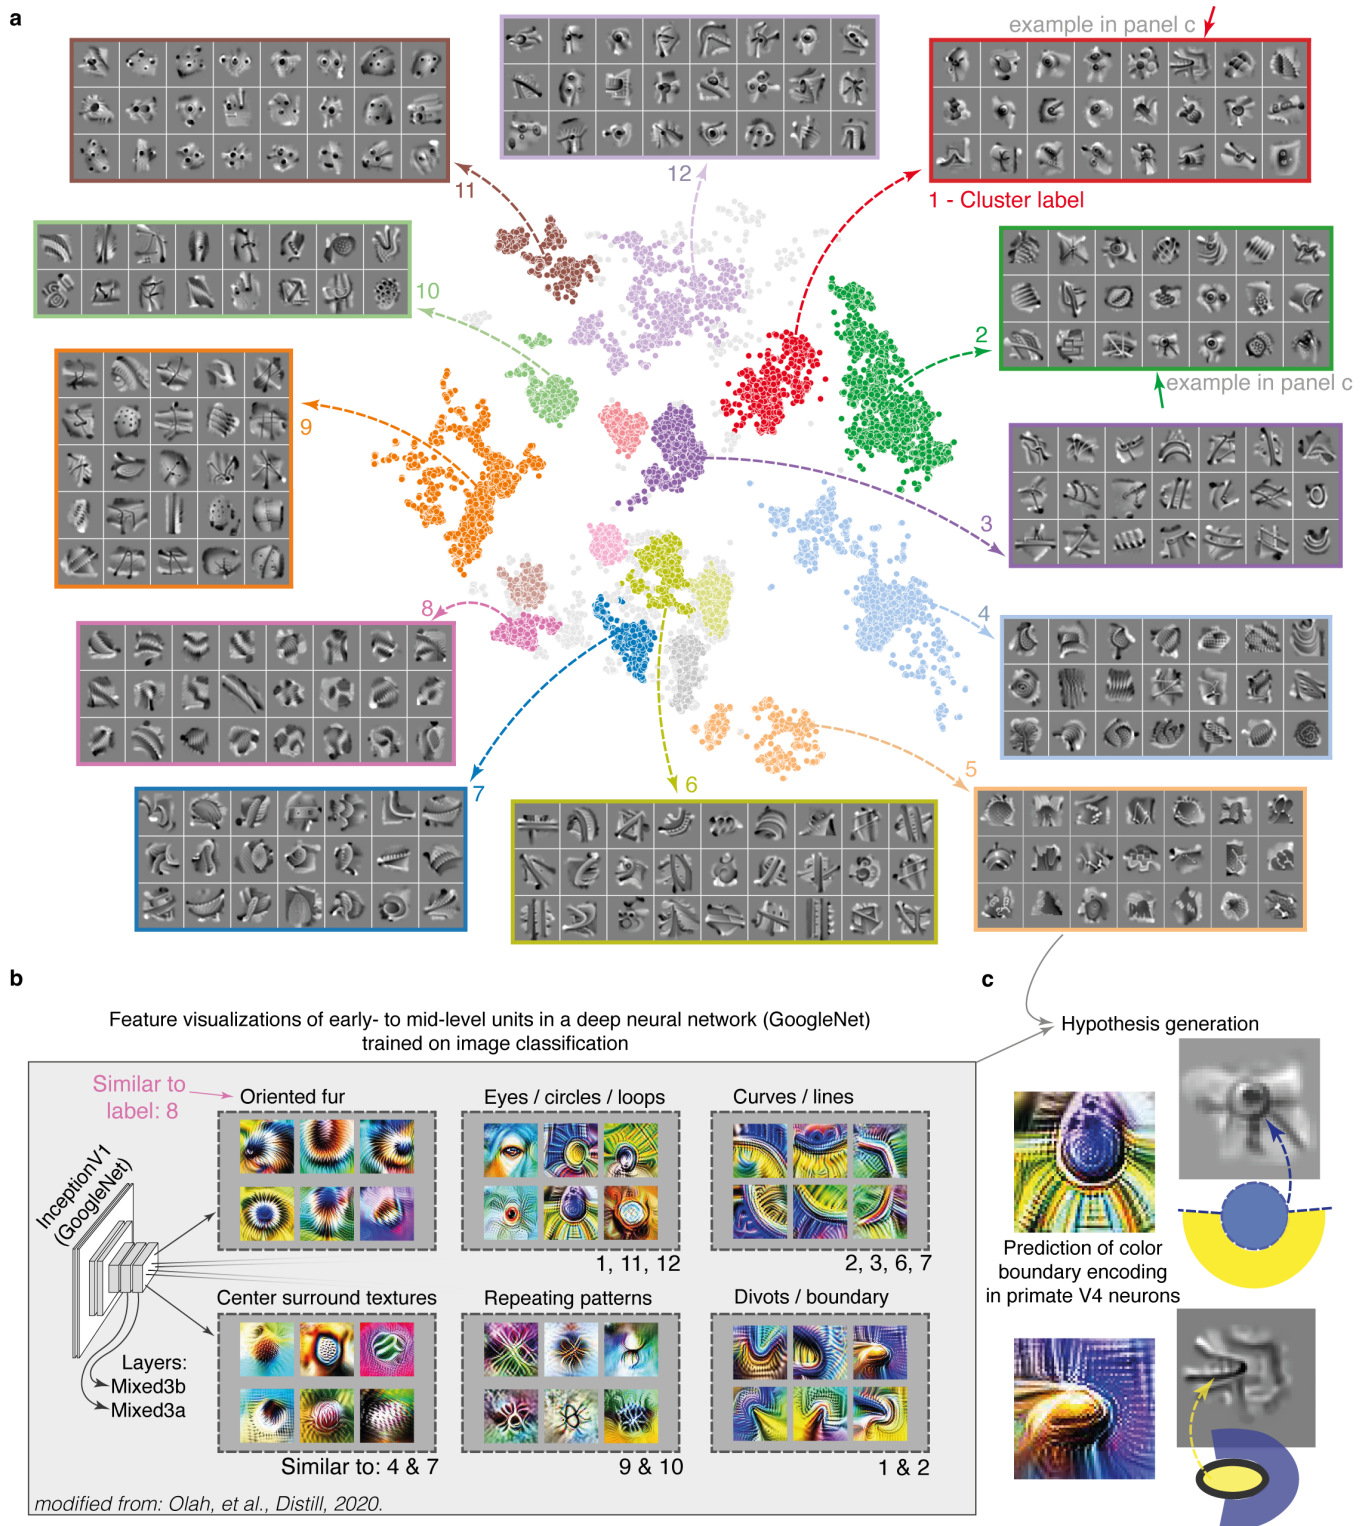 a
example in panel c
11
12
1 - Cluster label
10
2
example in panel c
9
3
8
4
7
6
5
b
c
Feature visualizations of early- to mid-level units in a deep neural network (GoogleNet)
trained on image classification
Hypothesis generation
Similar to
label: 8
Oriented fur
Eyes / circles / loops
Curves / lines
InceptionV1
(GoogleNet)
1, 11, 12
2, 3, 6, 7
Prediction of color
boundary encoding
in primate V4 neurons
Center surround textures
Repeating patterns
Divots / boundary
Layers:
Mixed3b
Mixed3a
Similar to: 4 & 7
9 & 10
1 & 2
modified from: Olah, et al., Distill, 2020.